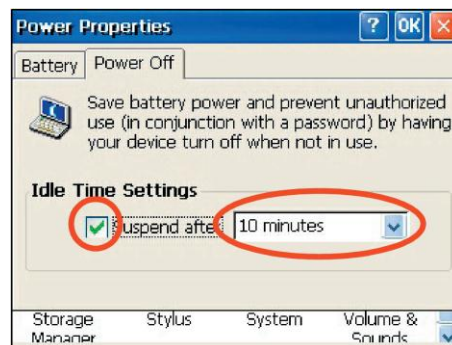 Power Properties ? OK ×
Battery Power Off
Save battery power and prevent unauthorized
use (in conjunction with a password) by having
your device turn off when not in use.
Idle Time Settings
Suspend after 10 minutes
Storage Stylus System Volume &
Manager Sounds